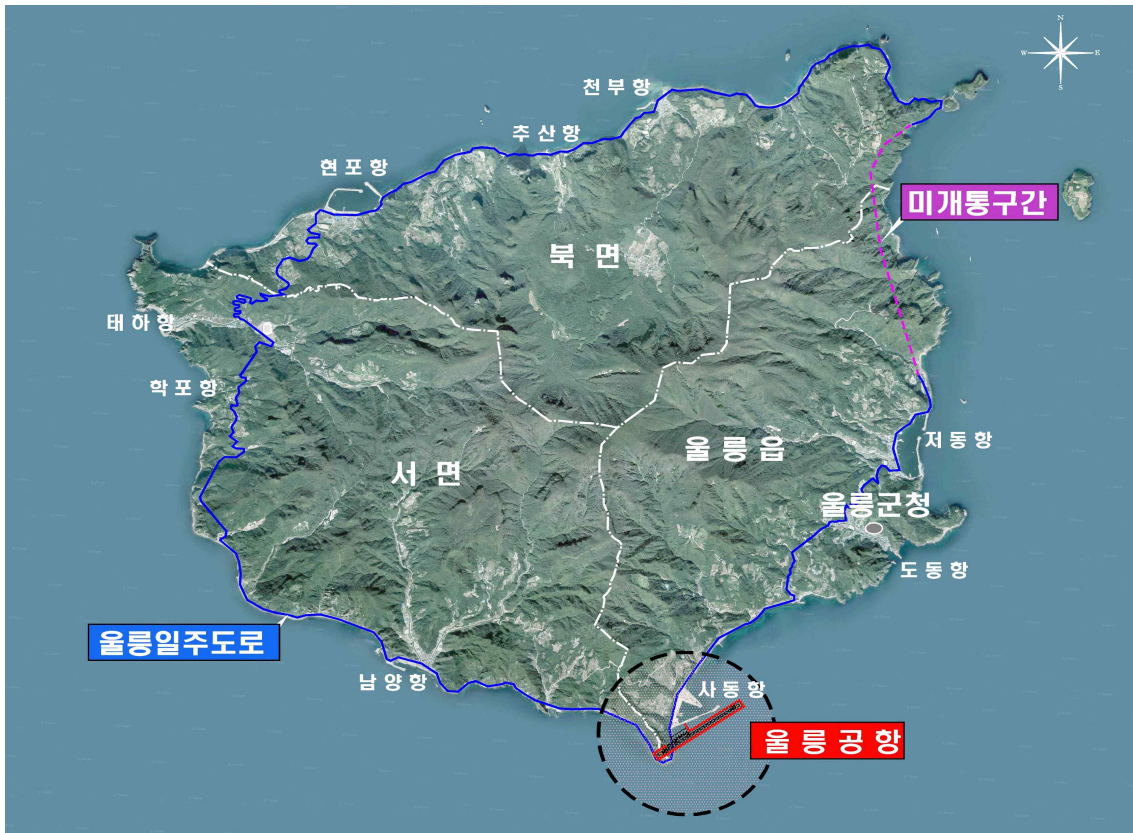 N
W E
S
천부항
추산항
현포항
미개통구간
북면
태하항
학포항
저동항
울릉읍
서면
울릉군청
도동항
울릉일주도로
남양항
사동항
울릉공항